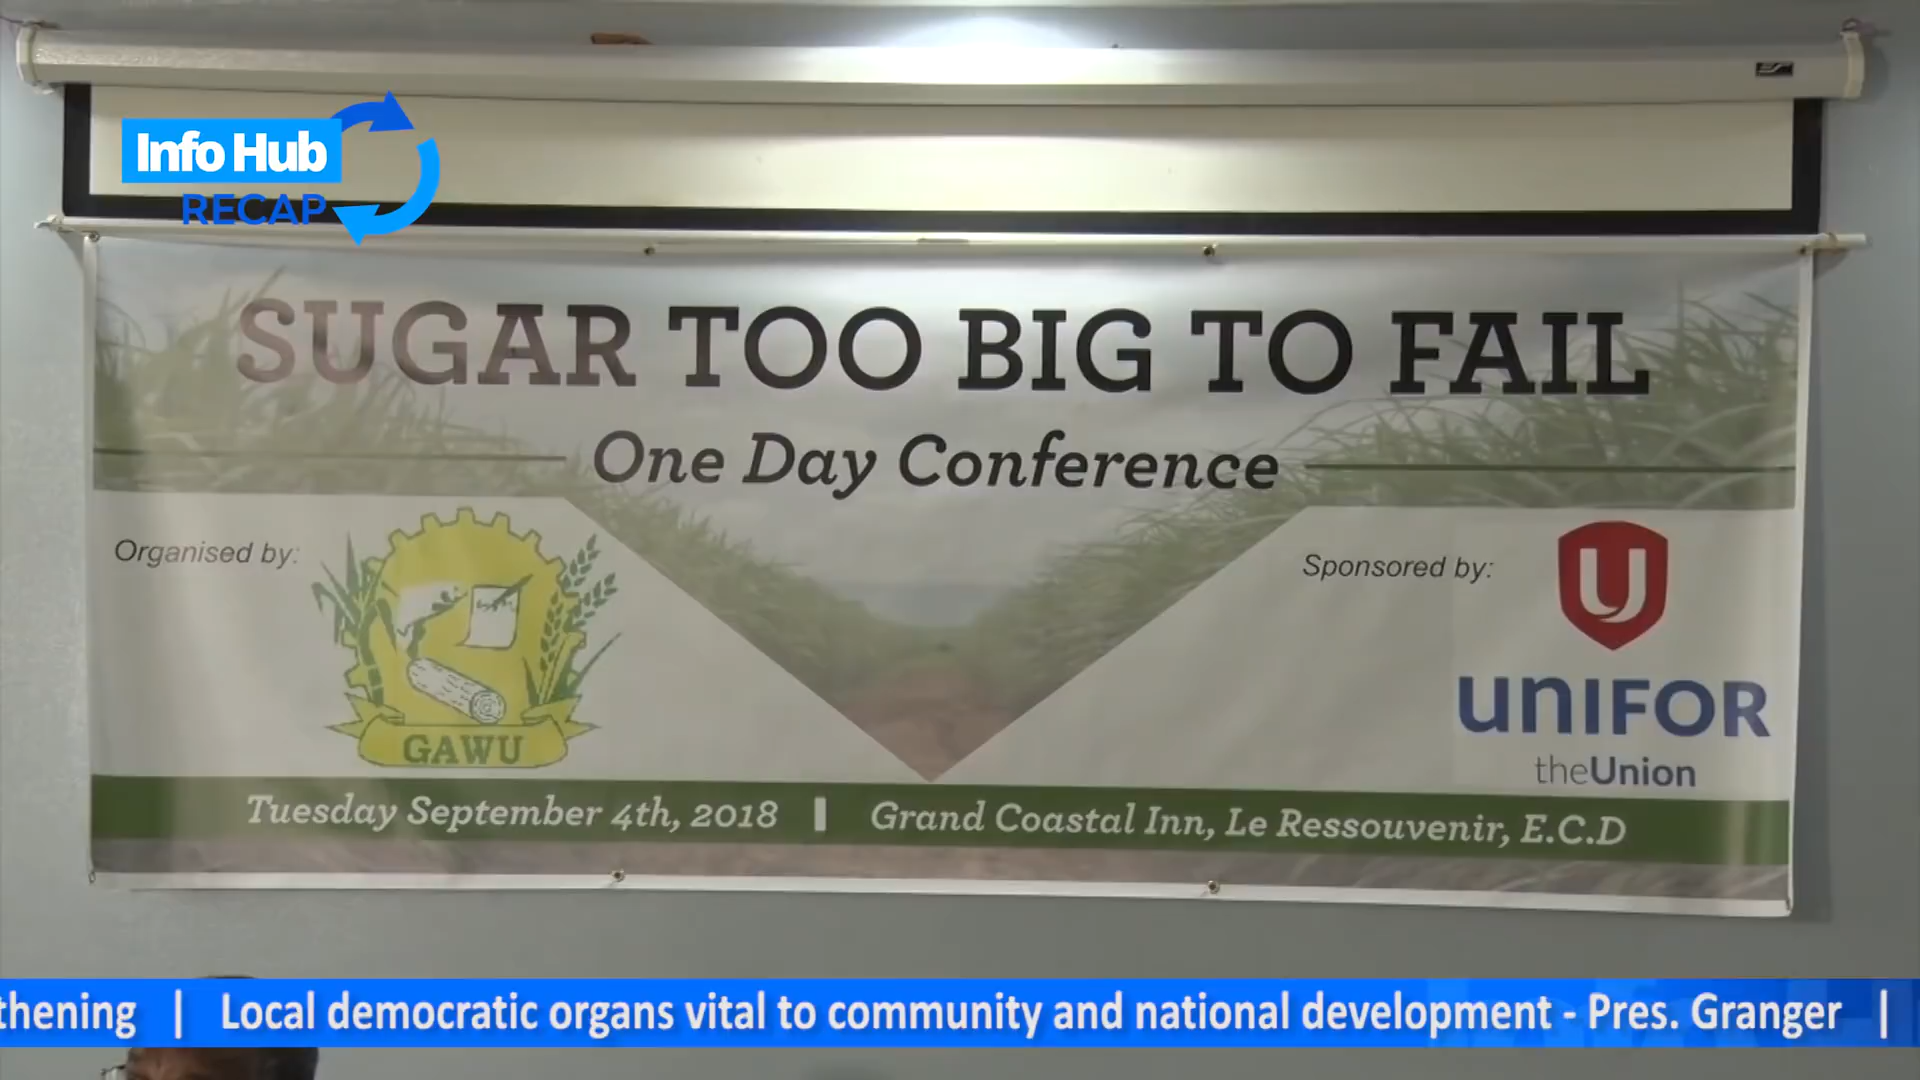 Info Hub
RECAP
SUGAR TOO BIG TO FAIL
One Day Conference
Organised by:
GAWU
Sponsored by:
U
UNIFOR
theUnion
Tuesday September 4th, 2018 | Grand Coastal Inn, Le Ressouvenir, E.C.D
thening | Local democratic organs vital to community and national development - Pres. Granger |